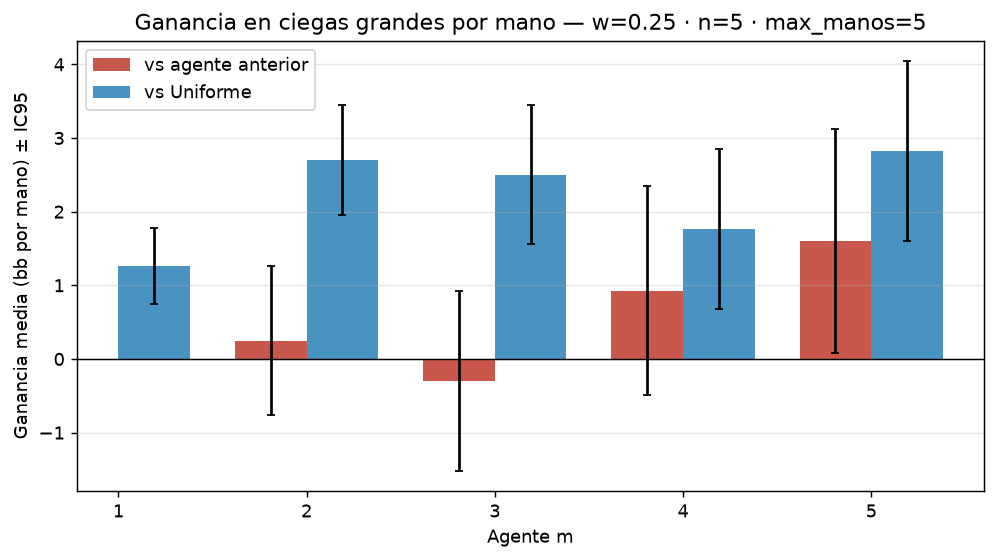 Ganancia en ciegas grandes por mano — w=0.25 · n=5 · max_manos=5
vs agente anterior
vs Uniforme
Ganancia media (bb por mano) ± IC95
4
3
2
1
0
−1
1 2 3 4 5
Agente m